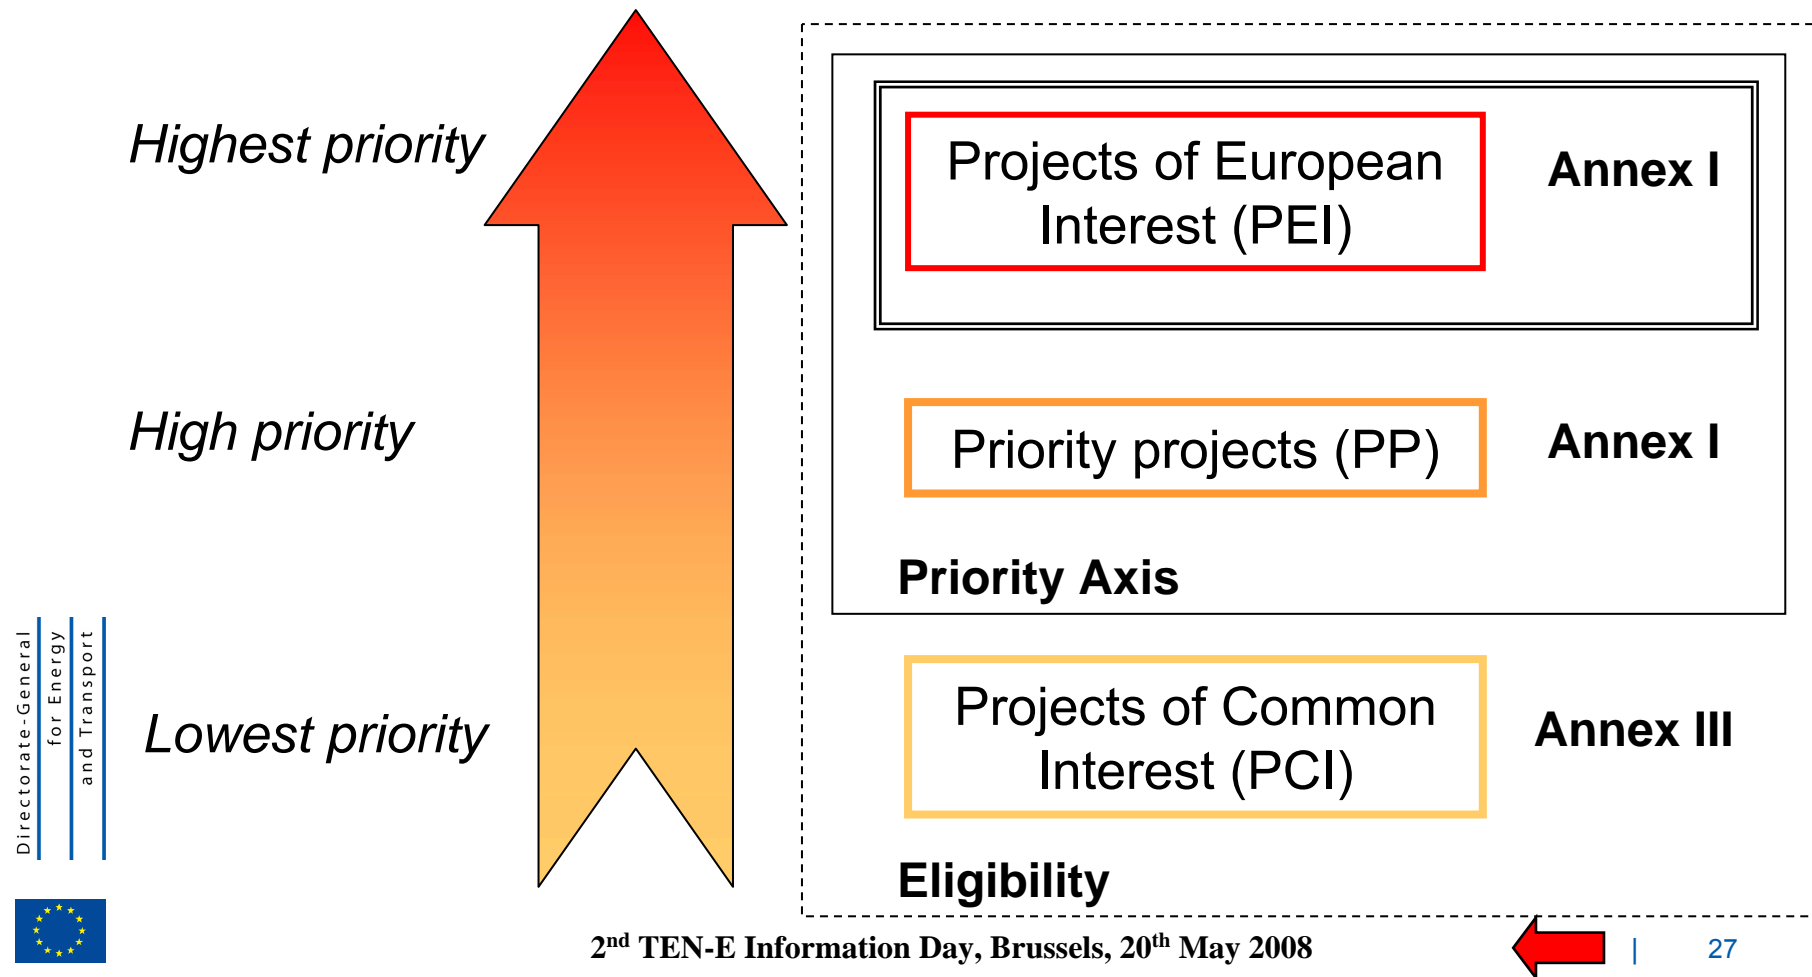 Highest priority
Projects of European
Interest (PEI)
Annex I
High priority
Priority projects (PP)
Annex I
Priority Axis
Lowest priority
Projects of Common
Interest (PCI)
Annex III
Eligibility
Directorate-General
for Energy
and Transport
2nd TEN-E Information Day, Brussels, 20th May 2008
| 27